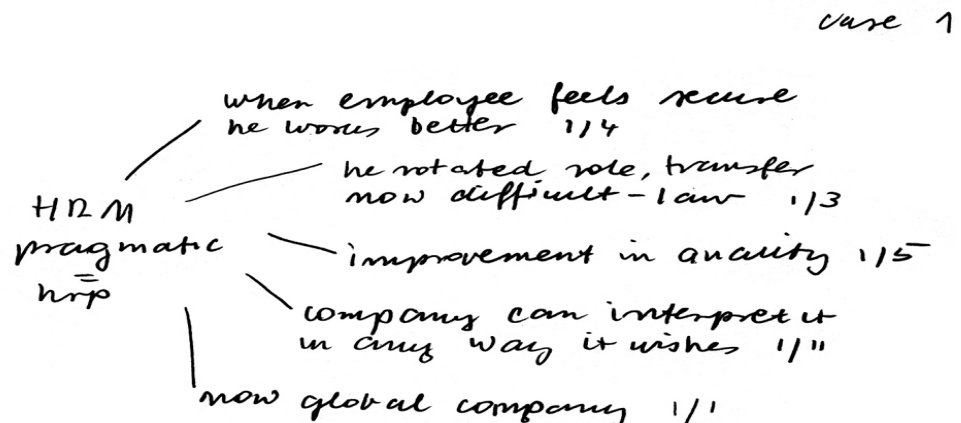 case 1
when employee feels secure
he works better 1/4
he rotated role, transfer
now difficult - law 1/3
HRM
pragmatic
=
hrp
improvement in quality 1/5
company can interpret it
in any way it wishes 1/11
now global company 1/1